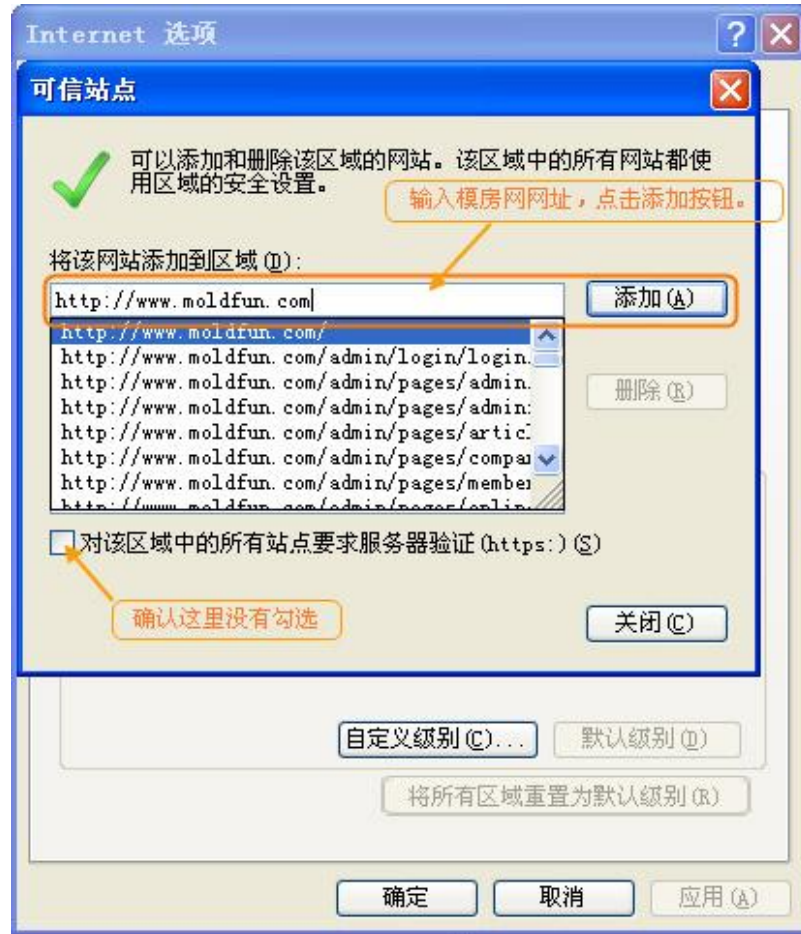 Internet 选项
可信站点
可以添加和删除该区域的网站。该区域中的所有网站都使
用区域的安全设置。
输入模房网网址，点击添加按钮。
将该网站添加到区域(D):
http://www.moldfun.com
添加(A)
http://www.moldfun.com/
http://www.moldfun.com/admin/login/login.
http://www.moldfun.com/admin/pages/admin.
http://www.moldfun.com/admin/pages/admin
http://www.moldfun.com/admin/pages/articl
http://www.moldfun.com/admin/pages/compan
http://www.moldfun.com/admin/pages/member
http://www.moldfun.com/admin/pages/onlin
删除(R)
对该区域中的所有站点要求服务器验证(https:)(S)
确认这里没有勾选
关闭(C)
自定义级别(C)...
默认级别(D)
将所有区域重置为默认级别(R)
确定
取消
应用(A)